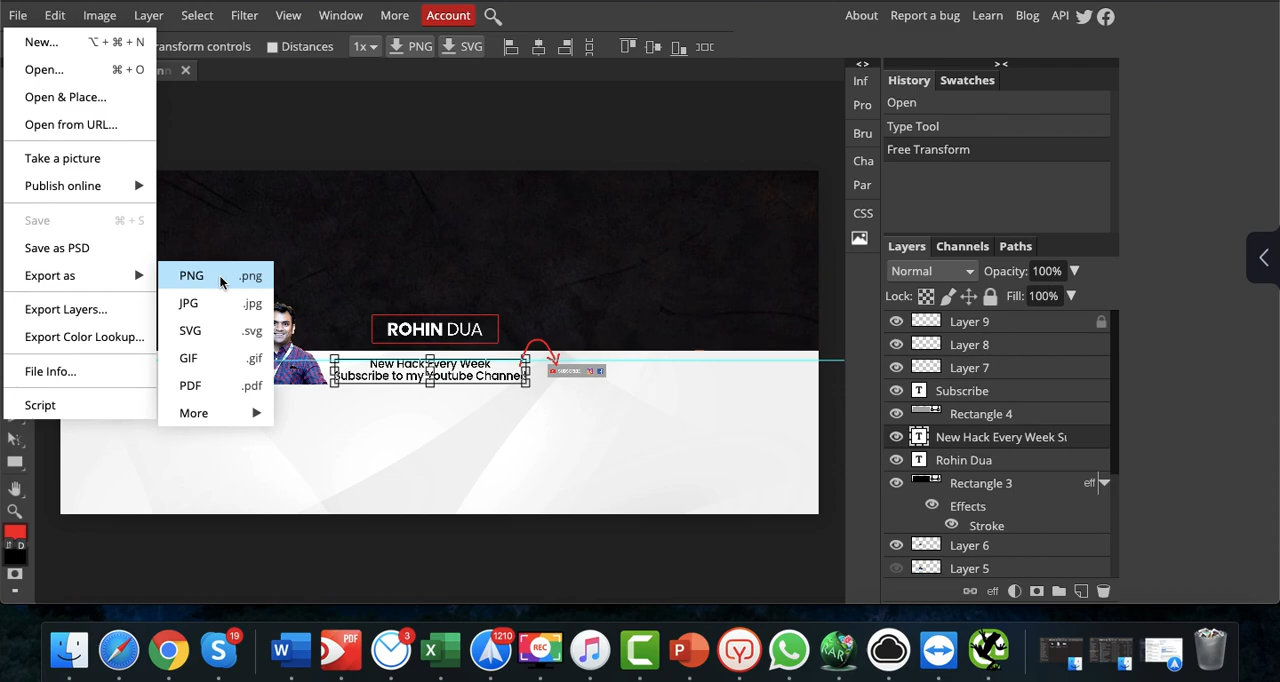 File Edit Image Layer Select Filter View Window More Account About Report a bug Learn Blog API
New... ⌥ + ⌘ + N
ransform controls Distances 1x PNG SVG
Open... ⌘ + O
Open & Place...
Open from URL...
Take a picture
Publish online
Save ⌘ + S
Save as PSD
Export as
Export Layers...
Export Color Lookup...
File Info...
Script
PNG .png
JPG .jpg
SVG .svg
GIF .gif
PDF .pdf
More
ROHIN DUA
New Hack Every Week
Subscribe to my Youtube Channel
SUBSCRIBE
Inf
Pro
Bru
Cha
Par
CSS
History Swatches
Open
Type Tool
Free Transform
Layers Channels Paths
Normal Opacity: 100%
Lock: Fill: 100%
Layer 9
Layer 8
Layer 7
T Subscribe
Rectangle 4
T New Hack Every Week Su
T Rohin Dua
Rectangle 3 eff
Effects
Stroke
Layer 6
Layer 5
eff
19 W PDF 3 X 1210 REC C P